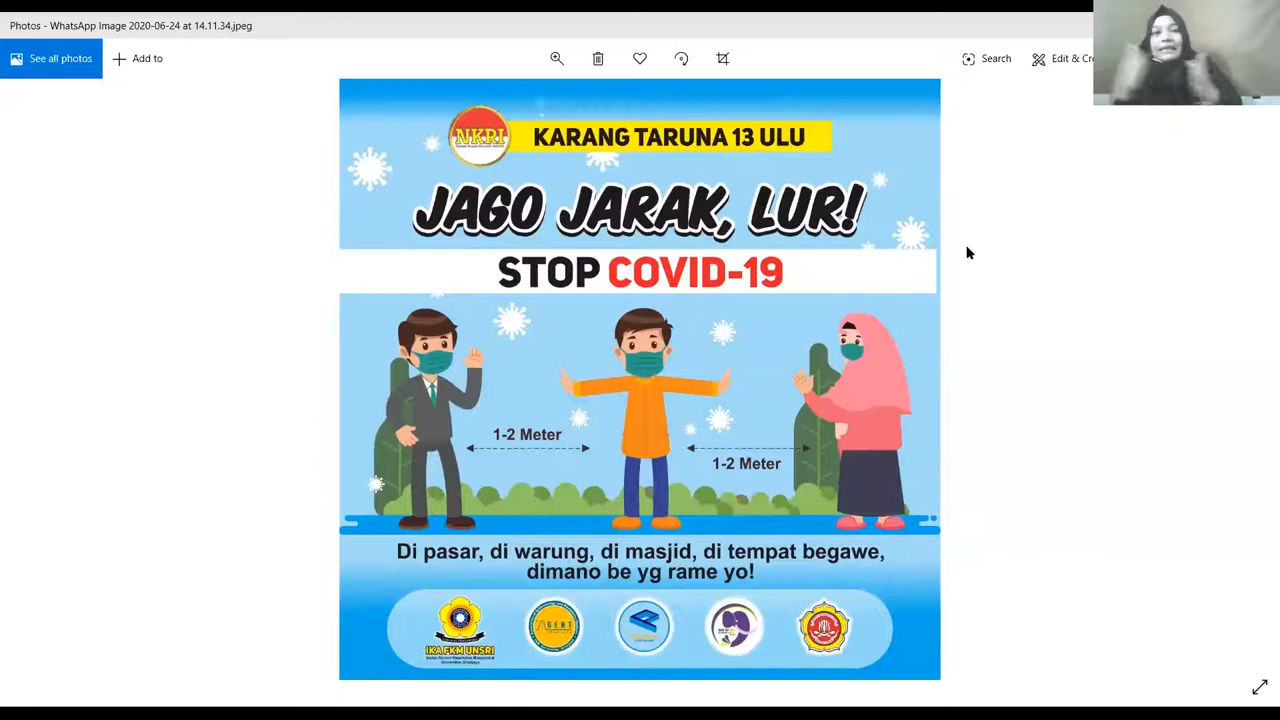 Photos - WhatsApp Image 2020-06-24 at 14.11.34.jpeg
See all photos
Add to
Search
Edit & Cr
NKRI
KARANG TARUNA 13 ULU
JAGO JARAK, LUR!
STOP COVID-19
1-2 Meter
1-2 Meter
Di pasar, di warung, di masjid, di tempat begawe,
dimano be yg rame yo!
IKA FKM UNSRI
GENT